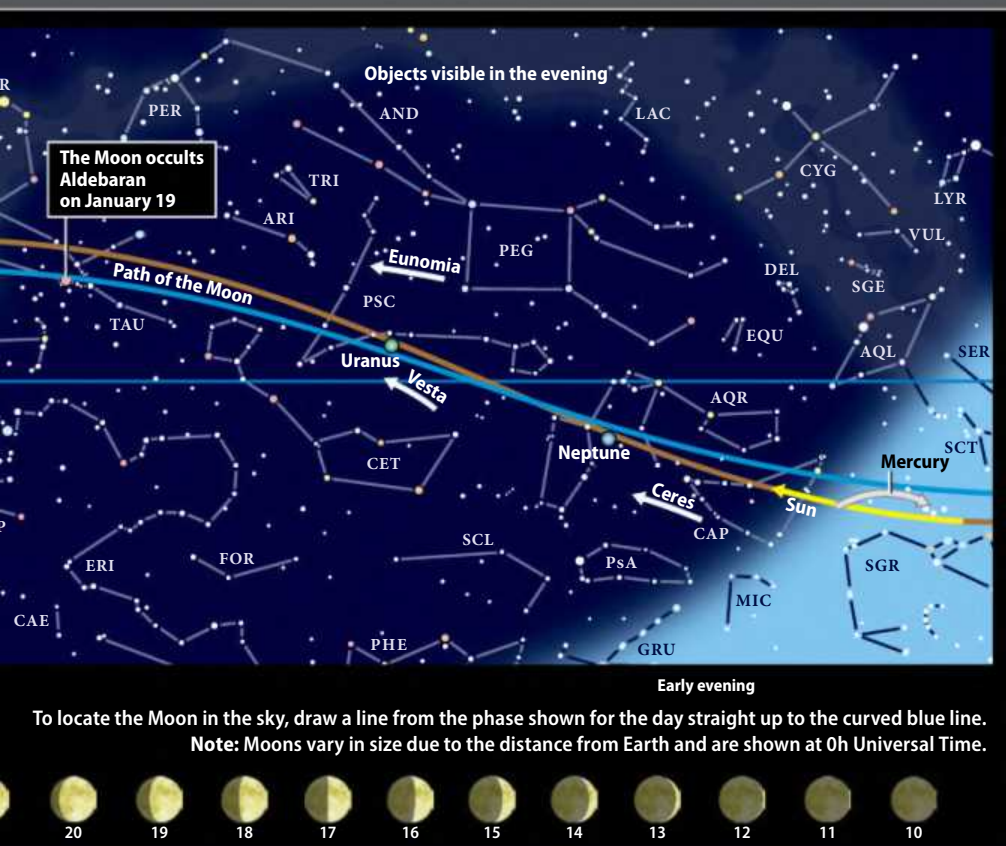 Objects visible in the evening
R
PER
AND
LAC
The Moon occults
Aldebaran
on January 19
TRI
CYG
ARI
LYR
VUL
PEG
Eunomia
DEL
SGE
Path of the Moon
PSC
TAU
EQU
AQL
SER
Uranus
Vesta
AQR
SCT
Neptune
CET
Mercury
Ceres
Sun
P
CAP
SCL
ERI
FOR
PsA
SGR
MIC
CAE
PHE
GRU
Early evening
To locate the Moon in the sky, draw a line from the phase shown for the day straight up to the curved blue line.
Note: Moons vary in size due to the distance from Earth and are shown at 0h Universal Time.
20 19 18 17 16 15 14 13 12 11 10